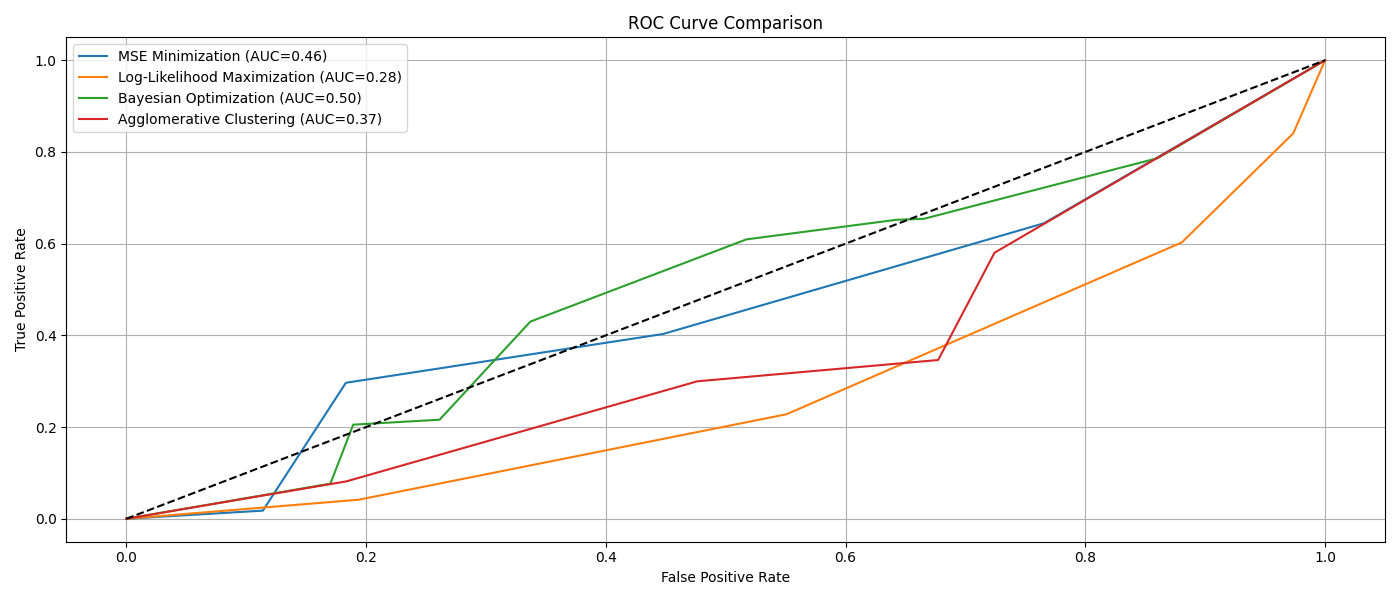 ROC Curve Comparison
MSE Minimization (AUC=0.46)
Log-Likelihood Maximization (AUC=0.28)
Bayesian Optimization (AUC=0.50)
Agglomerative Clustering (AUC=0.37)
True Positive Rate
1.0
0.8
0.6
0.4
0.2
0.0
0.0 0.2 0.4 0.6 0.8 1.0
False Positive Rate